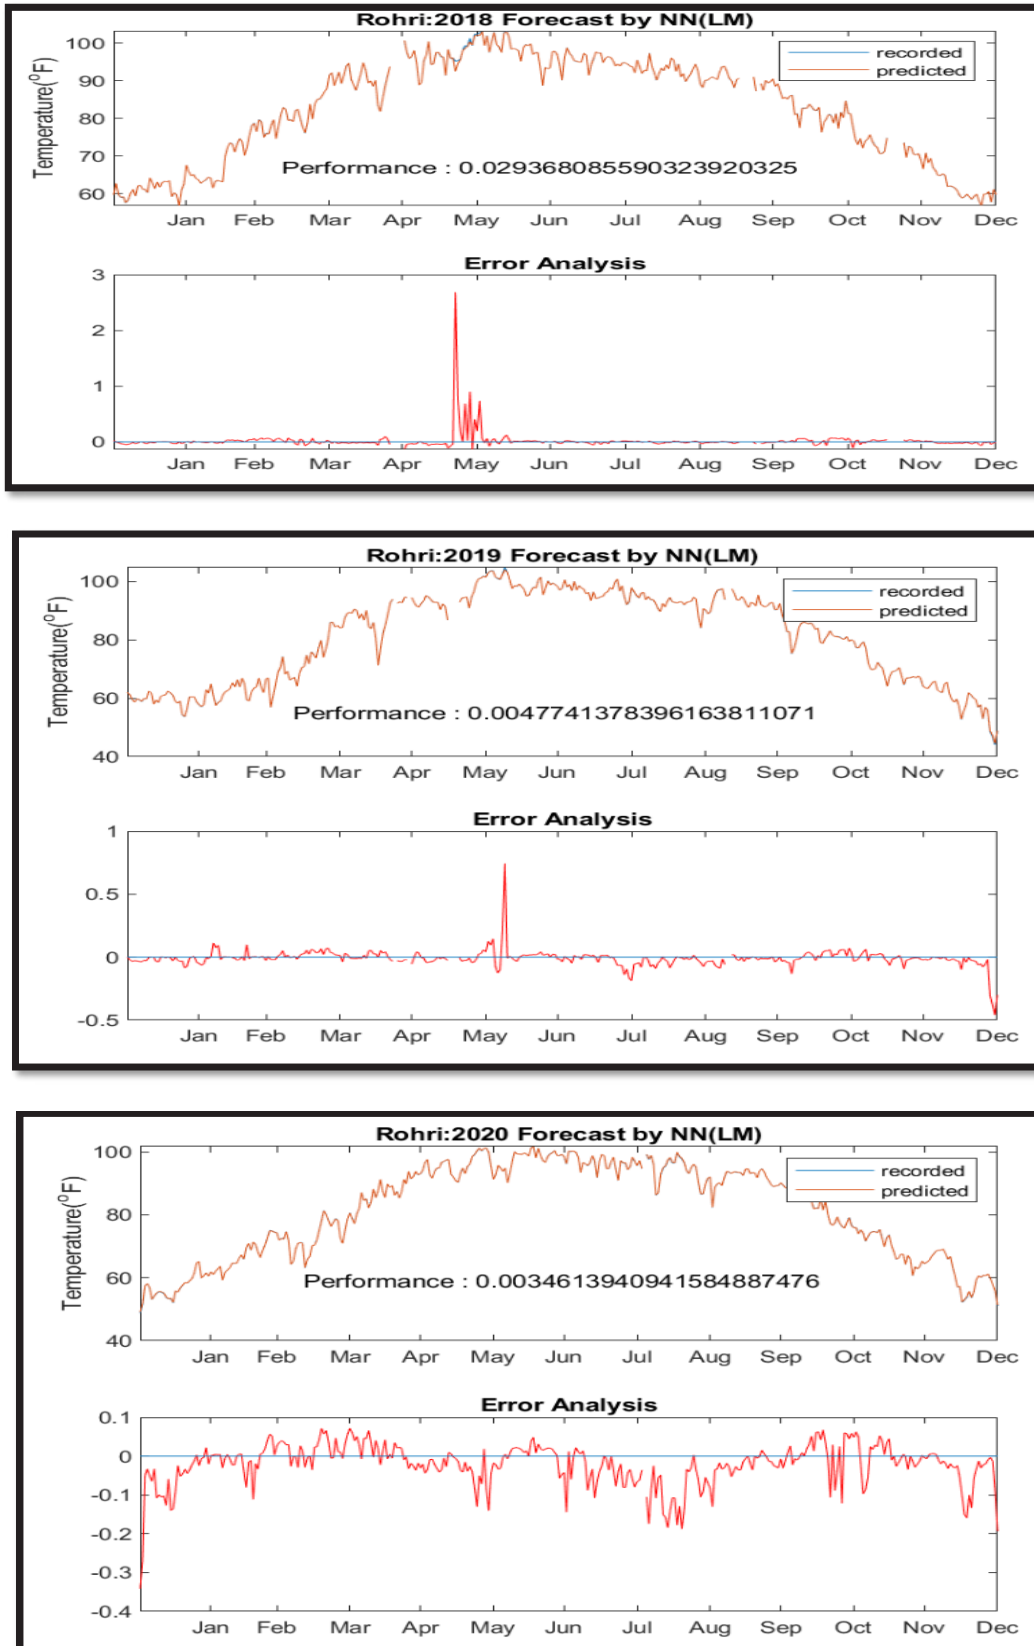 Rohri:2018 Forecast by NN(LM)
Temperature(⁰F)
100
90
80
70
60
recorded
predicted
Performance : 0.029368085590323920325
Jan Feb Mar Apr May Jun Jul Aug Sep Oct Nov Dec
Error Analysis
3
2
1
0
Jan Feb Mar Apr May Jun Jul Aug Sep Oct Nov Dec
Rohri:2019 Forecast by NN(LM)
Temperature(⁰F)
100
80
60
40
recorded
predicted
Performance : 0.0047741378396163811071
Jan Feb Mar Apr May Jun Jul Aug Sep Oct Nov Dec
Error Analysis
1
0.5
0
-0.5
Jan Feb Mar Apr May Jun Jul Aug Sep Oct Nov Dec
Rohri:2020 Forecast by NN(LM)
Temperature(⁰F)
100
80
60
40
recorded
predicted
Performance : 0.0034613940941584887476
Jan Feb Mar Apr May Jun Jul Aug Sep Oct Nov Dec
Error Analysis
0.1
0
-0.1
-0.2
-0.3
-0.4
Jan Feb Mar Apr May Jun Jul Aug Sep Oct Nov Dec